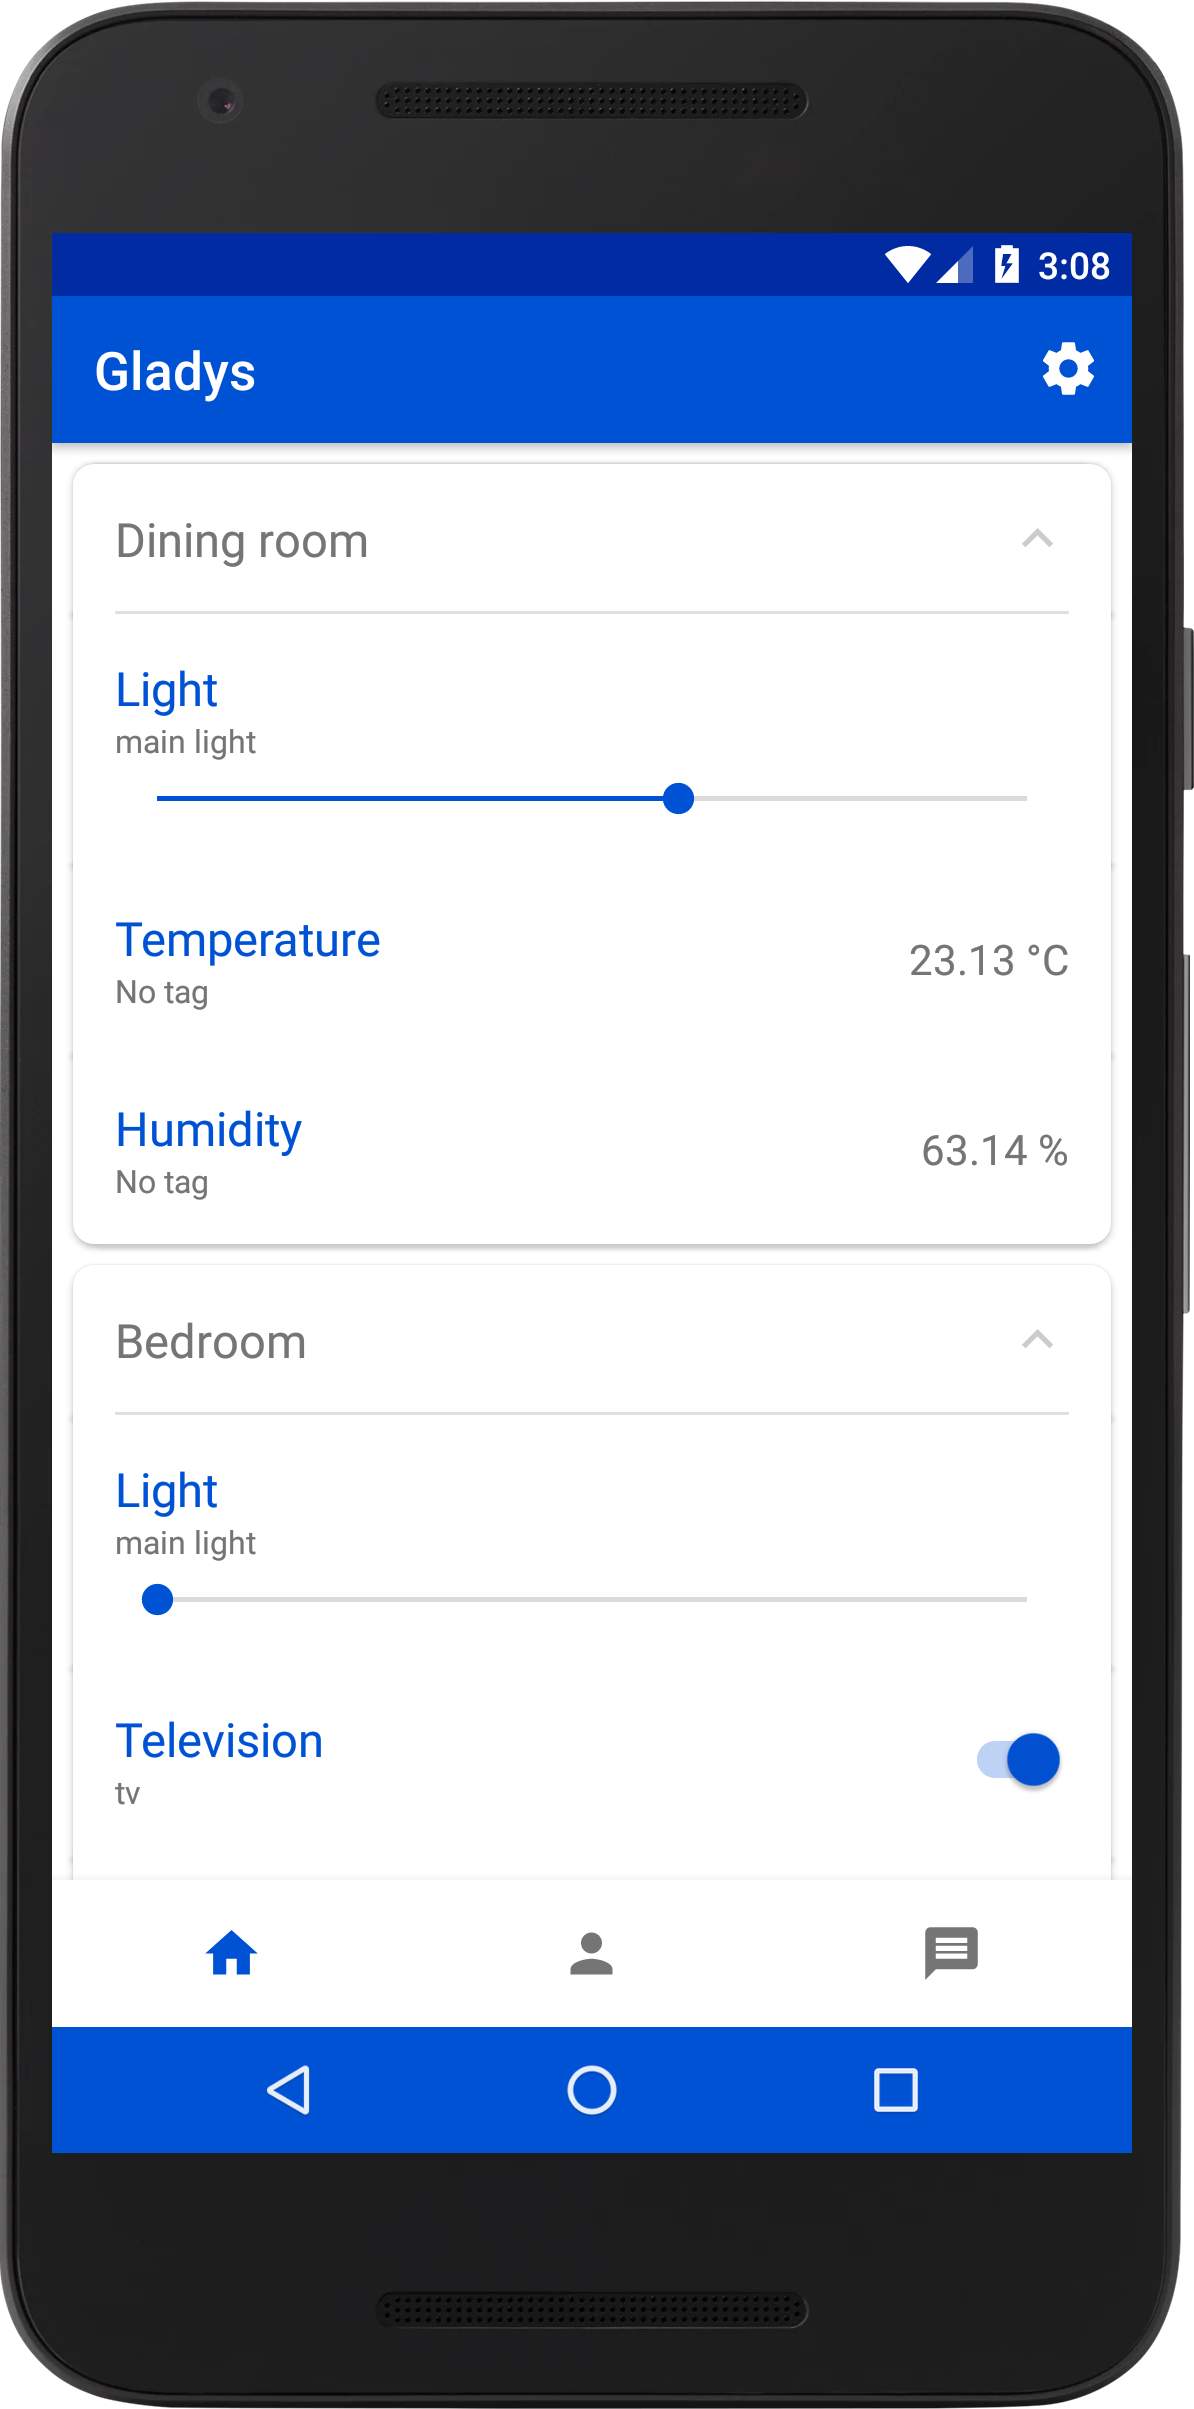 3:08
Gladys
Dining room
Light
main light
Temperature
No tag
23.13 °C
Humidity
No tag
63.14 %
Bedroom
Light
main light
Television
tv